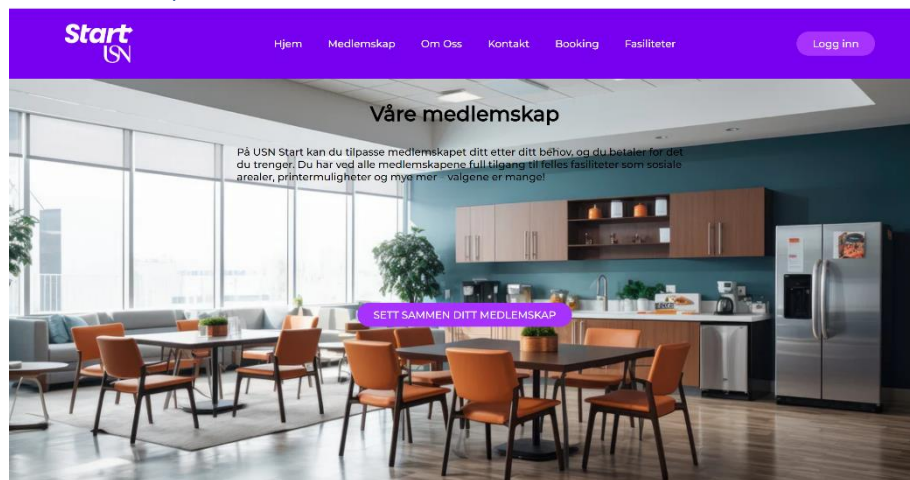 Start
USN
Hjem Medlemskap Om Oss Kontakt Booking Fasiliteter
Logg inn
Våre medlemskap
På USN Start kan du tilpasse medlemskapet ditt etter ditt behov, og du betaler for det
du trenger. Du har ved alle medlemskapene full tilgang til felles fasiliteter som sosiale
arealer, printermuligheter og mye mer - valgene er mange!
SETT SAMMEN DITT MEDLEMSKAP